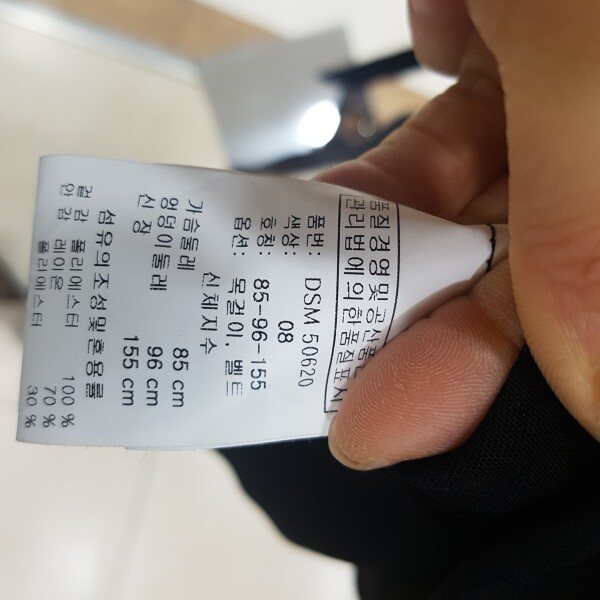 품질경영및공산품안
관리법에의한품질표시
품번: DSM 50620
색상: 08
호칭: 85-96-155
옵션: 목걸이, 벨트
신체치수
가슴둘레 85 cm
엉덩이둘레 96 cm
신장 155 cm
섬유의조성및혼용율
겉감 폴리에스터 100 %
안감 레이온 70 %
폴리에스터 30 %